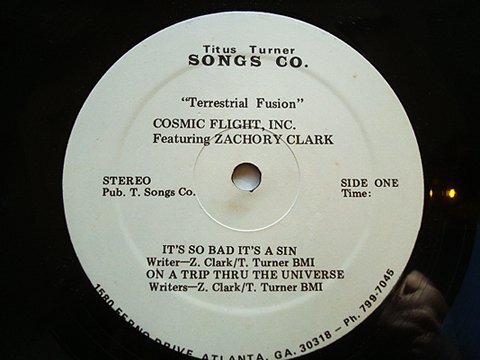 Titus Turner
SONGS CO.
"Terrestrial Fusion"
COSMIC FLIGHT, INC.
Featuring ZACHORY CLARK
STEREO
Pub. T. Songs Co.
SIDE ONE
Time:
IT'S SO BAD IT'S A SIN
Writer—Z. Clark/T. Turner BMI
ON A TRIP THRU THE UNIVERSE
Writers—Z. Clark/T. Turner BMI
1580 DRIVE, ATLANTA, GA. 30318 – Ph. 799-7045